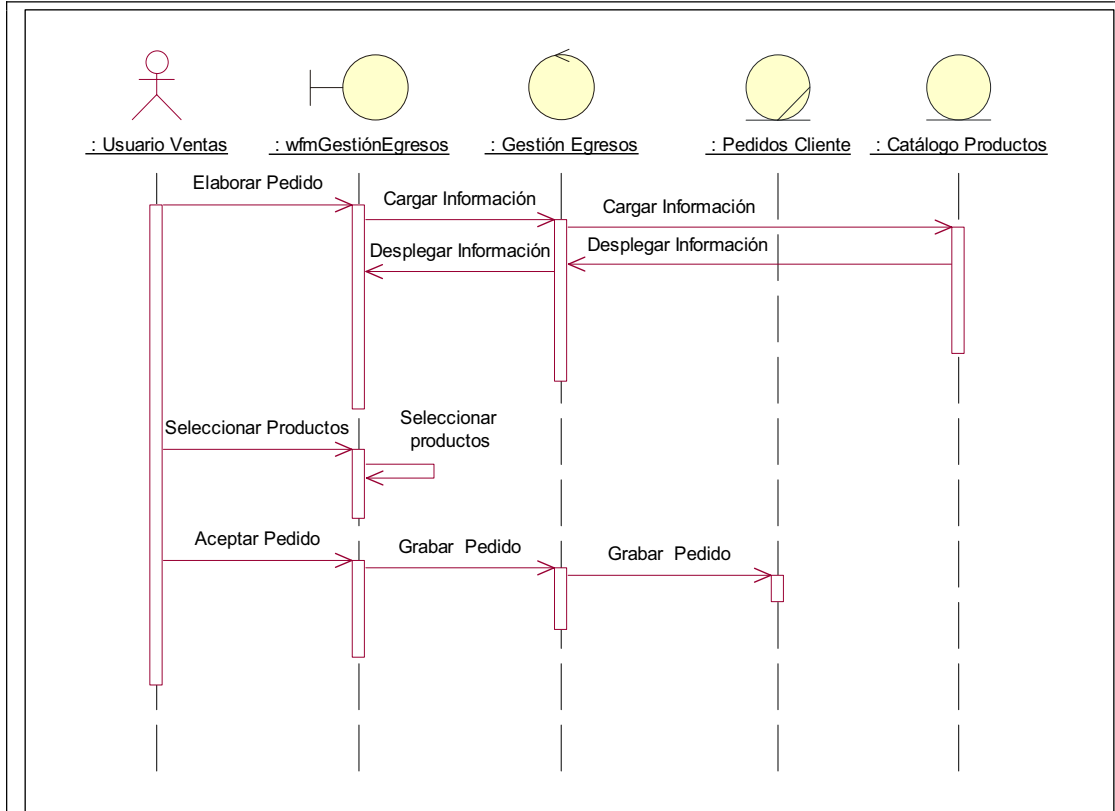 : Usuario Ventas
: wfmGestiónEgresos
: Gestión Egresos
: Pedidos Cliente
: Catálogo Productos
Elaborar Pedido
Cargar Información
Cargar Información
Desplegar Información
Desplegar Información
Seleccionar Productos
Seleccionar
productos
Aceptar Pedido
Grabar Pedido
Grabar Pedido